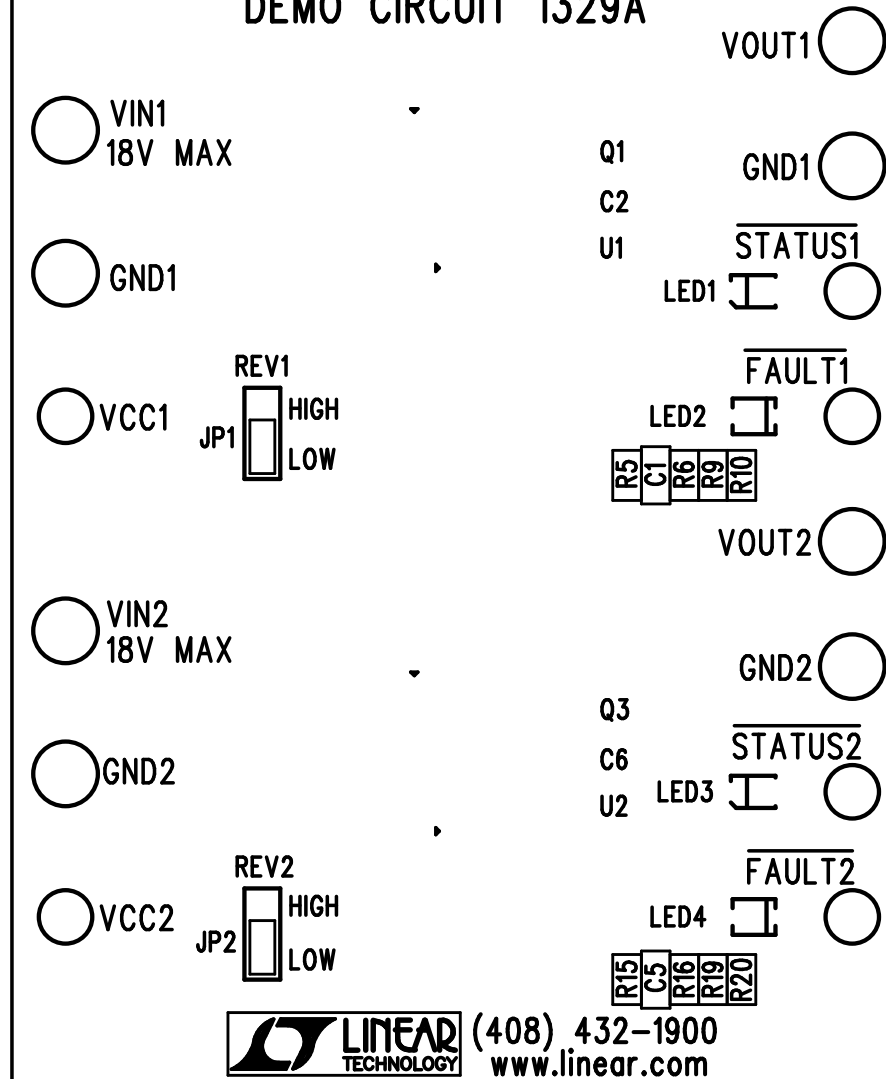 DEMO CIRCUIT 1329A
VOUT1
VIN1
18V MAX
Q1
GND1
C2
U1
STATUS1
GND1
LED1
FAULT1
REV1
HIGH
VCC1
JP1
LOW
LED2
R5 C1 R6 R9 R10
VOUT2
VIN2
18V MAX
GND2
Q3
STATUS2
C6
GND2
LED3
U2
FAULT2
REV2
HIGH
VCC2
JP2
LOW
LED4
R15 C5 R16 R19 R20
LT LINEAR TECHNOLOGY
(408) 432-1900
www.linear.com